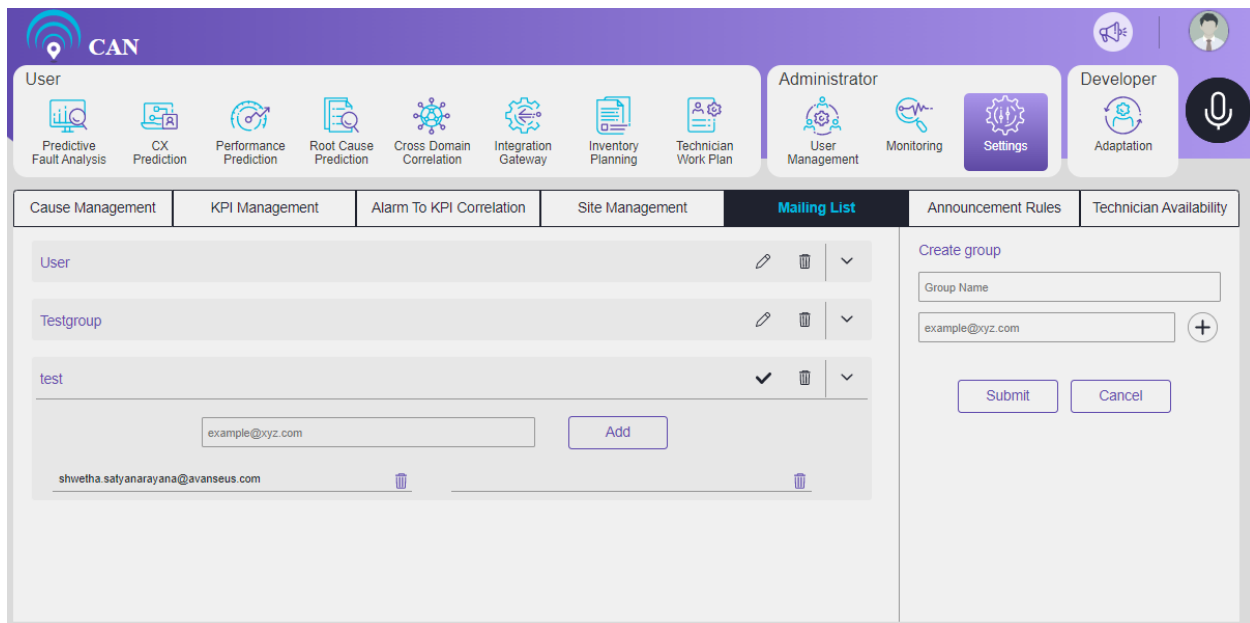 CAN
User
Administrator
Developer
Predictive
Fault Analysis
CX
Prediction
Performance
Prediction
Root Cause
Prediction
Cross Domain
Correlation
Integration
Gateway
Inventory
Planning
Technician
Work Plan
User
Management
Monitoring
Settings
Adaptation
Cause Management
KPI Management
Alarm To KPI Correlation
Site Management
Mailing List
Announcement Rules
Technician Availability
User
Testgroup
test
example@xyz.com
Add
shwetha.satyanarayana@avanseus.com
Create group
Group Name
example@xyz.com
Submit
Cancel